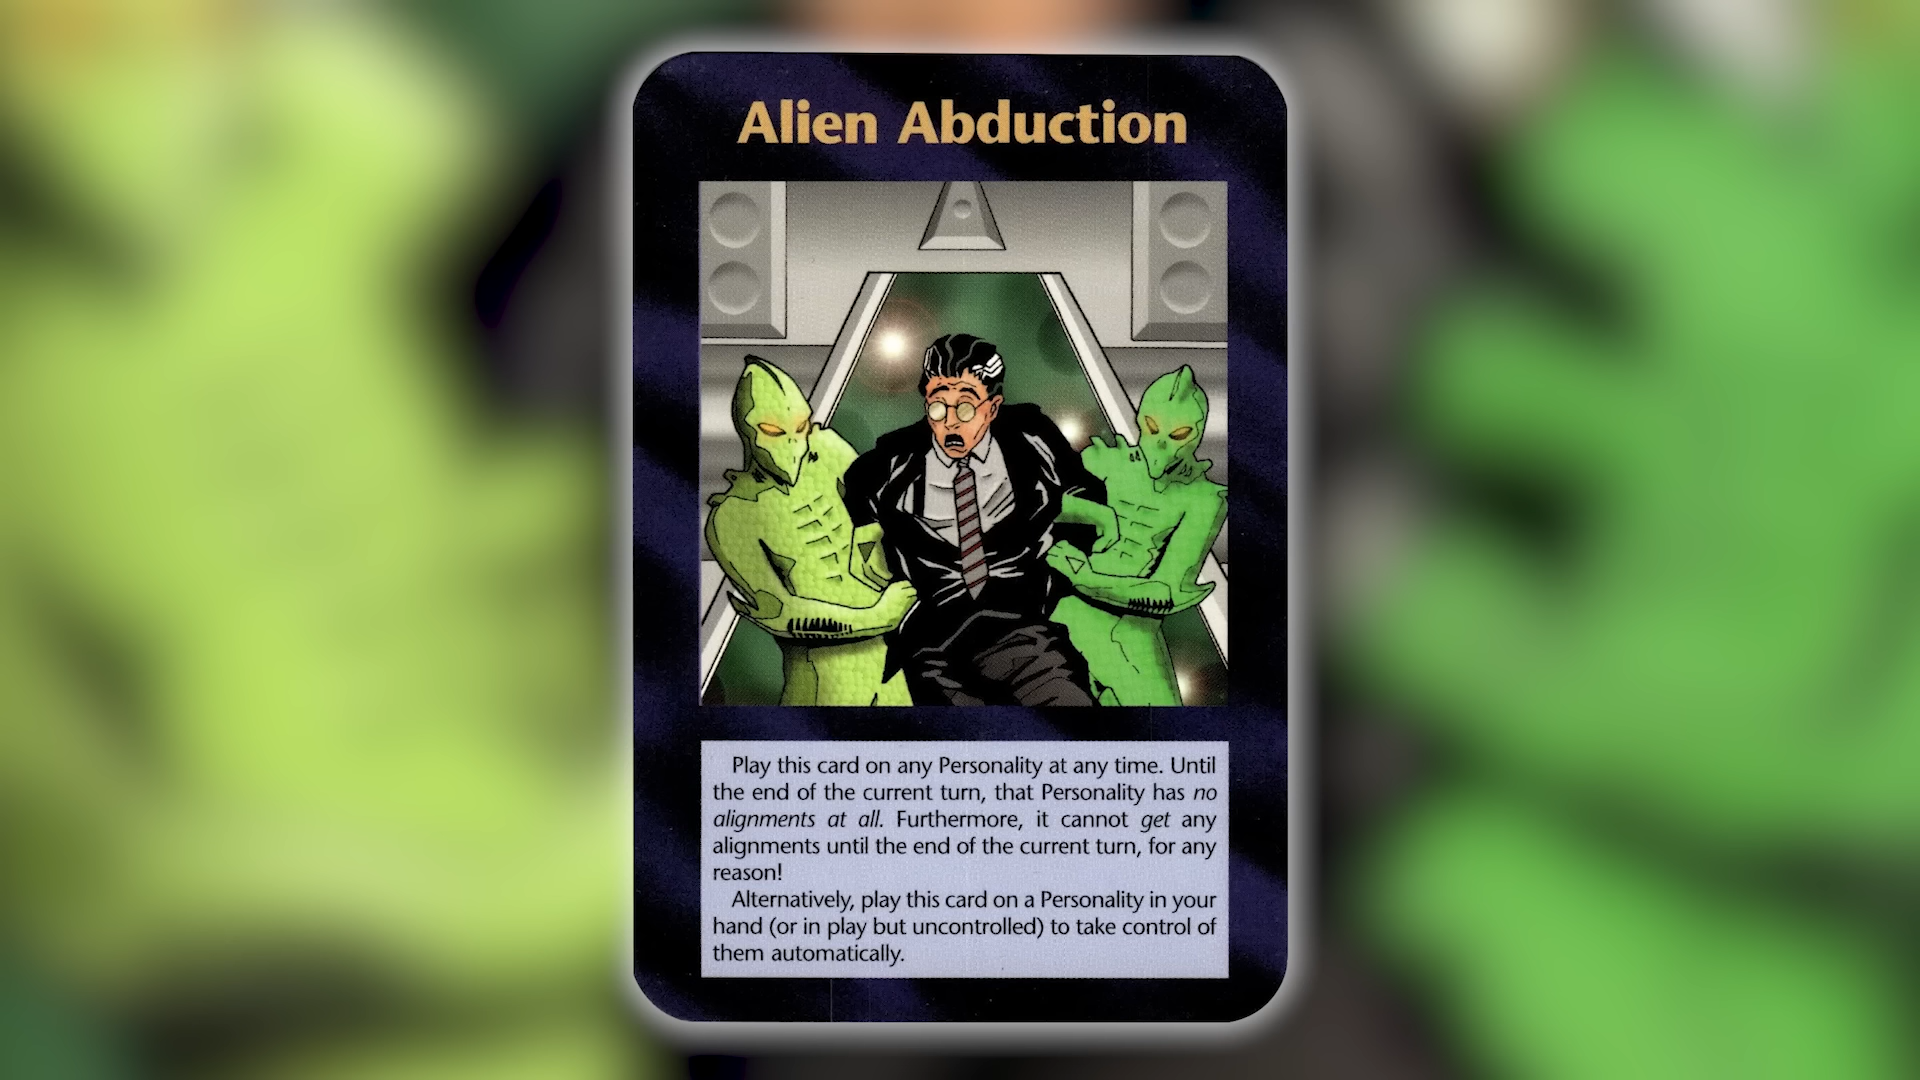 Alien Abduction
Play this card on any Personality at any time. Until
the end of the current turn, that Personality has no
alignments at all. Furthermore, it cannot get any
alignments until the end of the current turn, for any
reason!
Alternatively, play this card on a Personality in your
hand (or in play but uncontrolled) to take control of
them automatically.